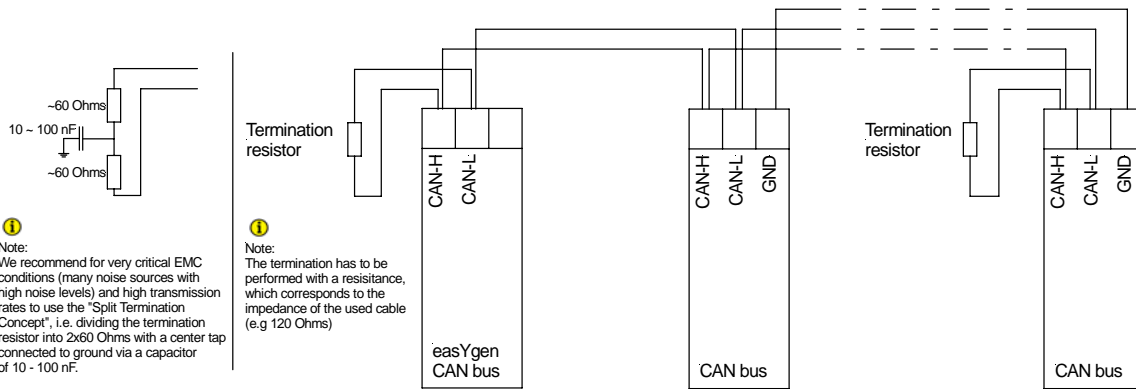 ~60 Ohms
10 ~ 100 nF
~60 Ohms
Note:
We recommend for very critical EMC
conditions (many noise sources with
high noise levels) and high transmission
rates to use the "Split Termination
Concept", i.e. dividing the termination
resistor into 2x60 Ohms with a center tap
connected to ground via a capacitor
of 10 - 100 nF.
Termination
resistor
Note:
The termination has to be
performed with a resisitance,
which corresponds to the
impedance of the used cable
(e.g 120 Ohms)
CAN-H
CAN-L
easYgen
CAN bus
CAN-H
CAN-L
GND
CAN bus
Termination
resistor
CAN-H
CAN-L
GND
CAN bus